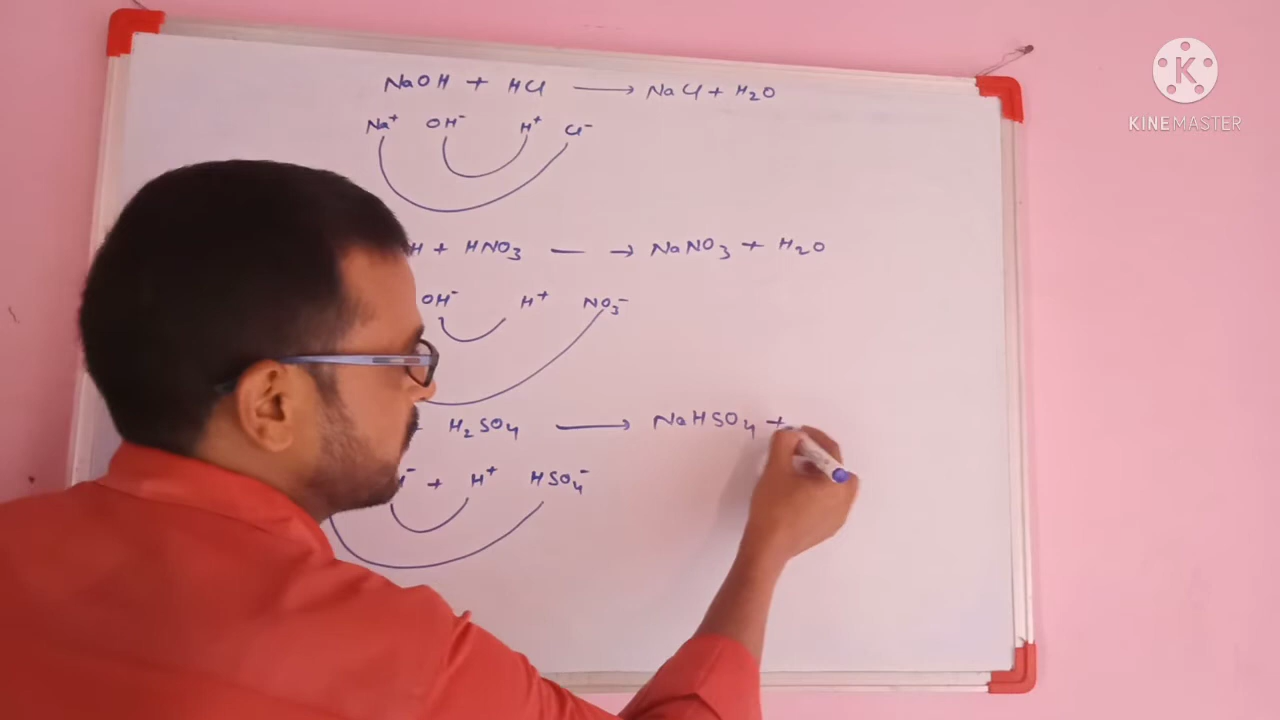 NaOH + HCl → NaCl + H₂O
Na⁺ OH⁻ H⁺ Cl⁻
H + HNO₃ — → NaNO₃ + H₂O
OH⁻ H⁺ NO₃⁻
+ H₂SO₄ → NaHSO₄ +
H⁻ + H⁺ HSO₄⁻
KINEMASTER